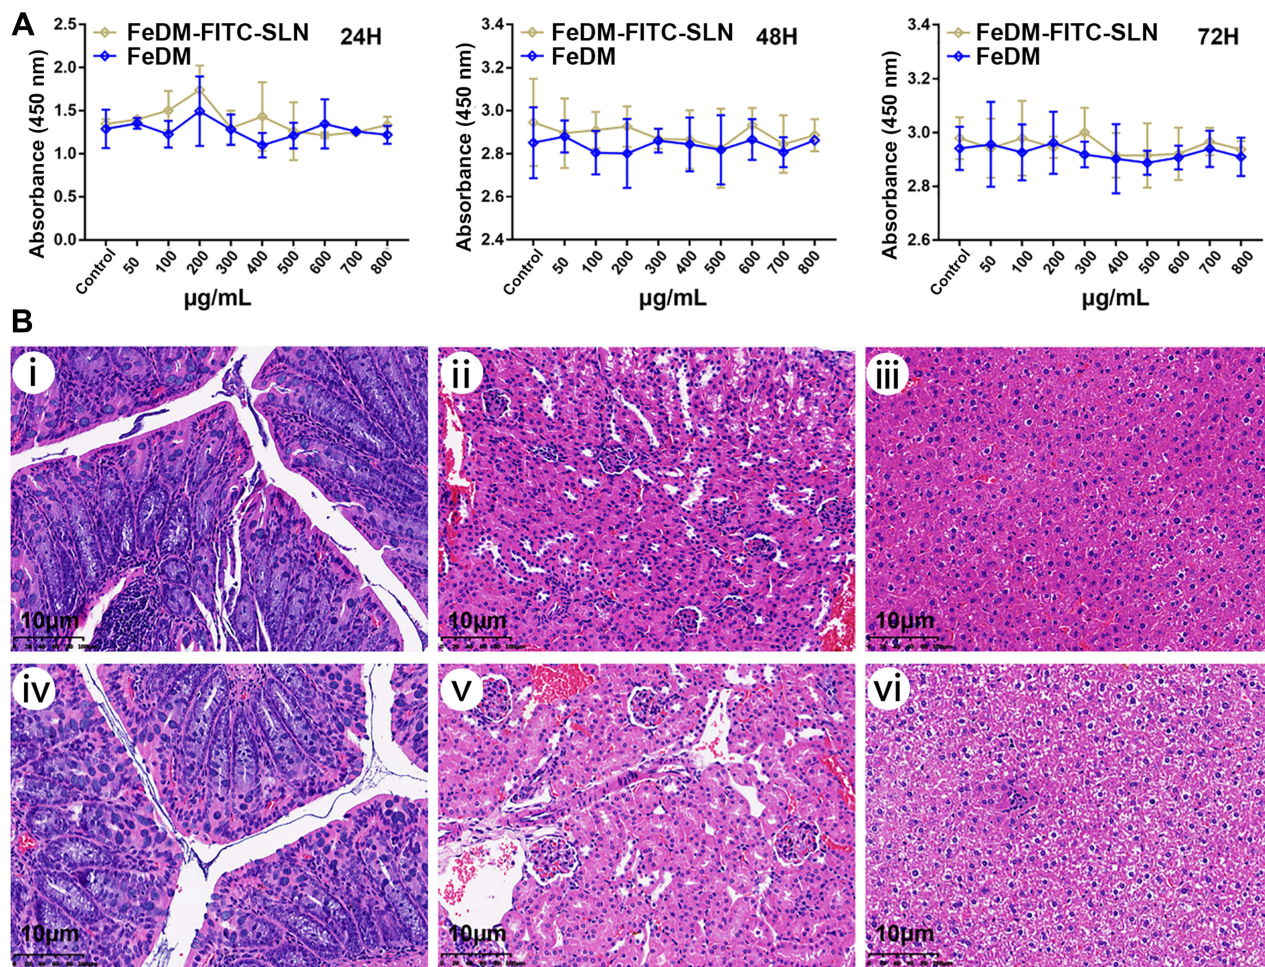 A
FeDM-FITC-SLN 24H
FeDM
Absorbance (450 nm)
2.5
2.0
1.5
1.0
0.5
0.0
Control 50 100 200 300 400 500 600 700 800
µg/mL
FeDM-FITC-SLN 48H
FeDM
Absorbance (450 nm)
3.4
3.2
3.0
2.8
2.6
2.4
Control 50 100 200 300 400 500 600 700 800
µg/mL
FeDM-FITC-SLN 72H
FeDM
Absorbance (450 nm)
3.4
3.2
3.0
2.8
2.6
Control 50 100 200 300 400 500 600 700 800
µg/mL
B
i
10µm
ii
10µm
iii
10µm
iv
10µm
v
10µm
vi
10µm